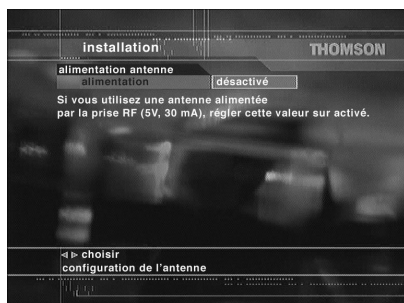 installation
THOMSON
alimentation antenne
alimentation désactivé
Si vous utilisez une antenne alimentée
par la prise RF (5V, 30 mA), régler cette valeur sur activé.
◁ ▷ choisir
configuration de l'antenne